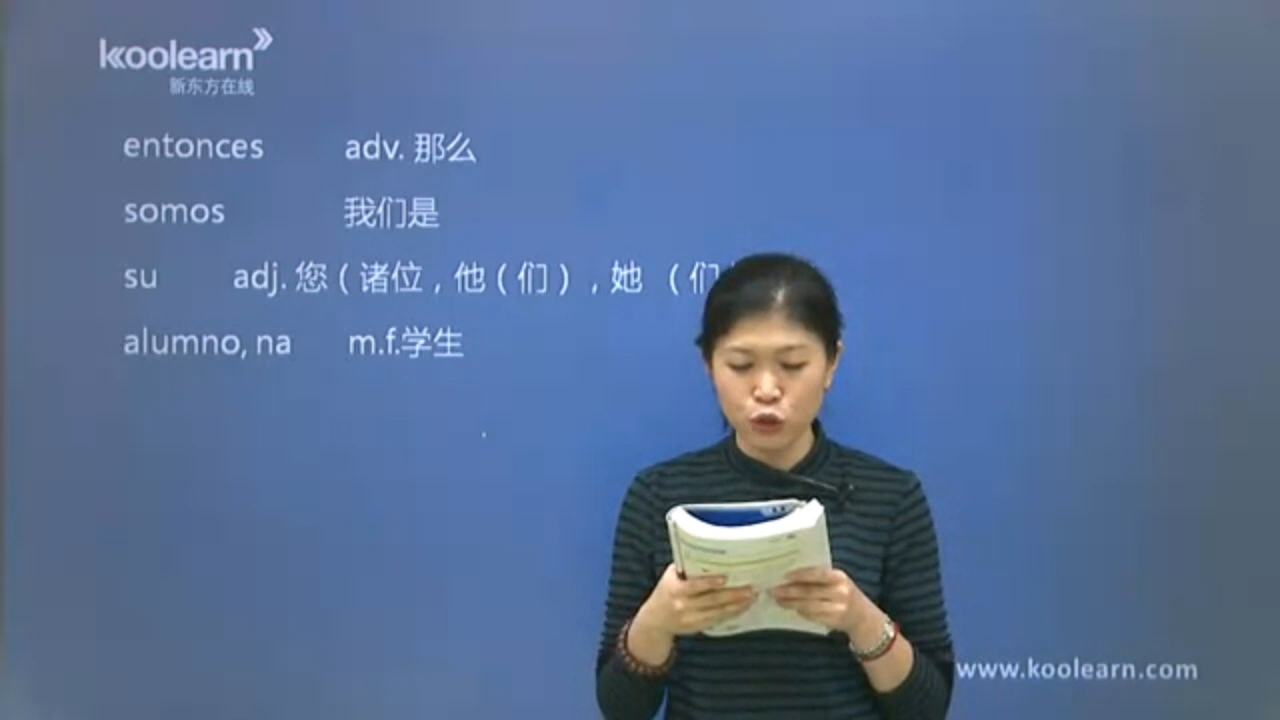 koolearn
新东方在线
entonces adv. 那么
somos 我们是
su adj. 您(诸位,他(们),她 (们
alumno, na m.f.学生
www.koolearn.com